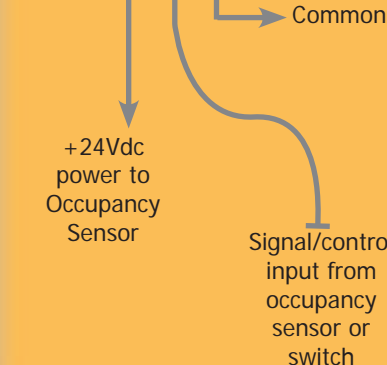 Common
+24Vdc
power to
Occupancy
Sensor
Signal/contro
input from
occupancy
sensor or
switch